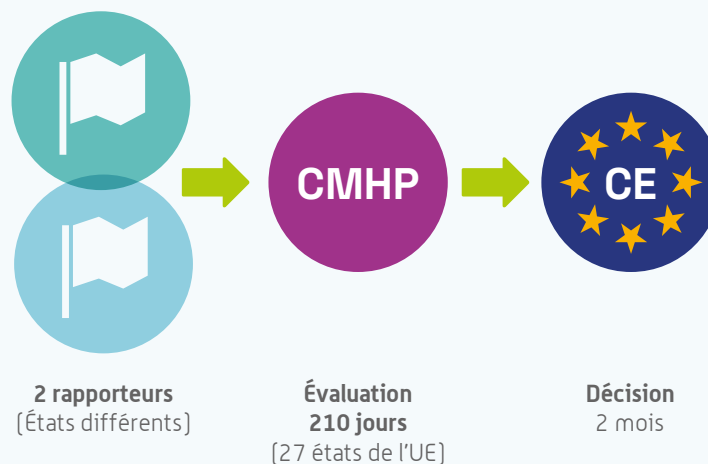 CMHP
CE
2 rapporteurs
(États différents)
Évaluation
210 jours
(27 états de l'UE)
Décision
2 mois